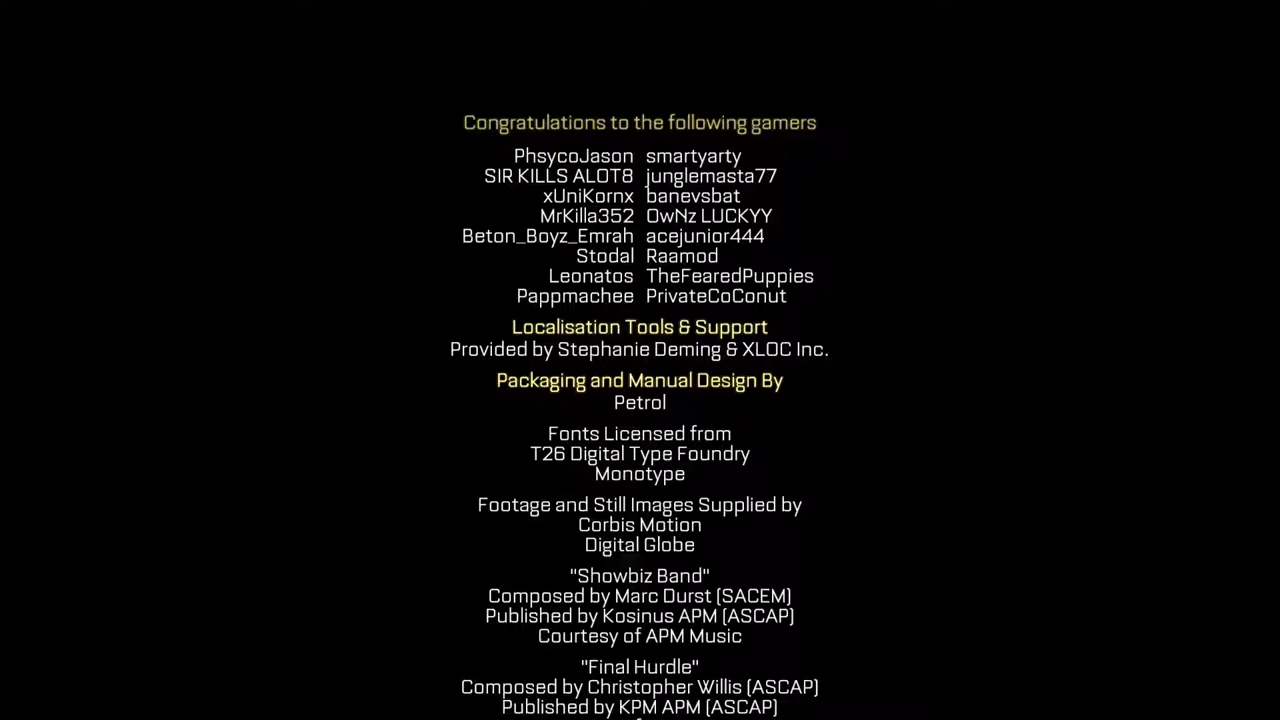 Congratulations to the following gamers
PhsycoJason smartyarty
SIR KILLS ALOT8 junglemasta77
xUniKornx banevsbat
MrKilla352 OwNz LUCKYY
Beton_Boyz_Emrah acejunior444
Stodal Raamod
Leonatos TheFearedPuppies
Pappmachee PrivateCoConut
Localisation Tools & Support
Provided by Stephanie Deming & XLOC Inc.
Packaging and Manual Design By
Petrol
Fonts Licensed from
T26 Digital Type Foundry
Monotype
Footage and Still Images Supplied by
Corbis Motion
Digital Globe
"Showbiz Band"
Composed by Marc Durst (SACEM)
Published by Kosinus APM (ASCAP)
Courtesy of APM Music
"Final Hurdle"
Composed by Christopher Willis (ASCAP)
Published by KPM APM (ASCAP)